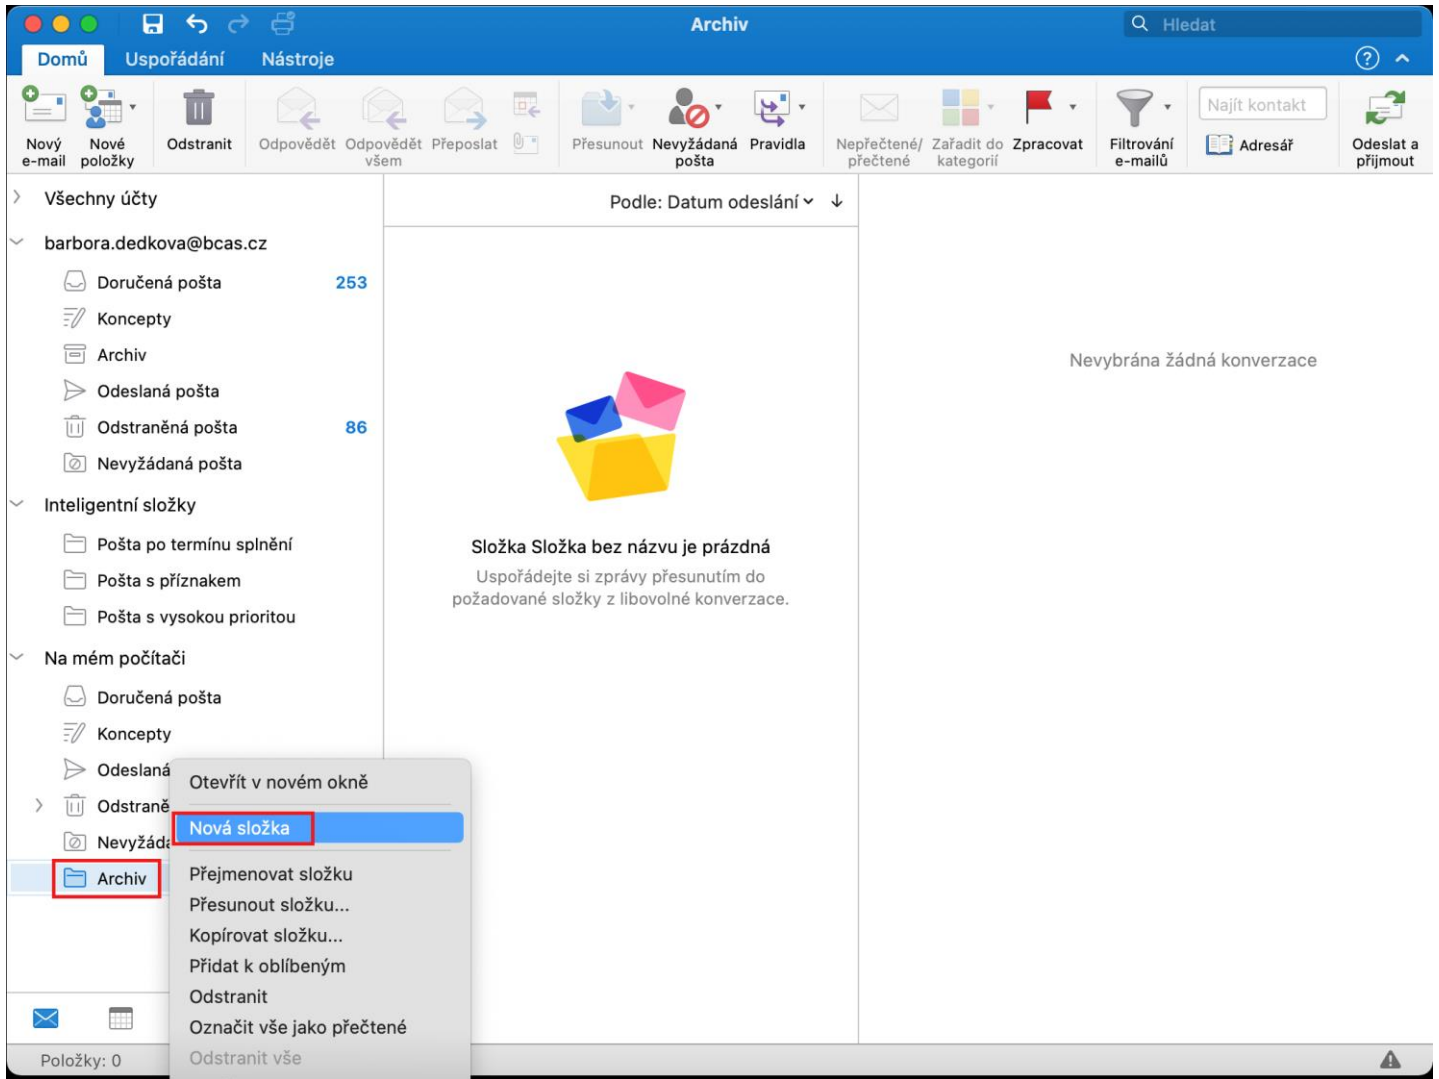 Archiv
Hledat
Domů
Uspořádání
Nástroje
?
Nový
e-mail
Nové
položky
Odstranit
Odpovědět
Odpovědět
všem
Přeposlat
Přesunout
Nevyžádaná
pošta
Pravidla
Nepřečtené/
přečtené
Zařadit do
kategorií
Zpracovat
Filtrování
e-mailů
Najít kontakt
Adresář
Odeslat a
přijmout
Všechny účty
barbora.dedkova@bcas.cz
Doručená pošta 253
Koncepty
Archiv
Odeslaná pošta
Odstraněná pošta 86
Nevyžádaná pošta
Inteligentní složky
Pošta po termínu splnění
Pošta s příznakem
Pošta s vysokou prioritou
Na mém počítači
Doručená pošta
Koncepty
Odeslaná
Odstraně
Nevyžáda
Archiv
Položky: 0
Otevřít v novém okně
Nová složka
Přejmenovat složku
Přesunout složku...
Kopírovat složku...
Přidat k oblíbeným
Odstranit
Označit vše jako přečtené
Odstranit vše
Podle: Datum odeslání
Složka Složka bez názvu je prázdná
Uspořádejte si zprávy přesunutím do
požadované složky z libovolné konverzace.
Nevybrána žádná konverzace